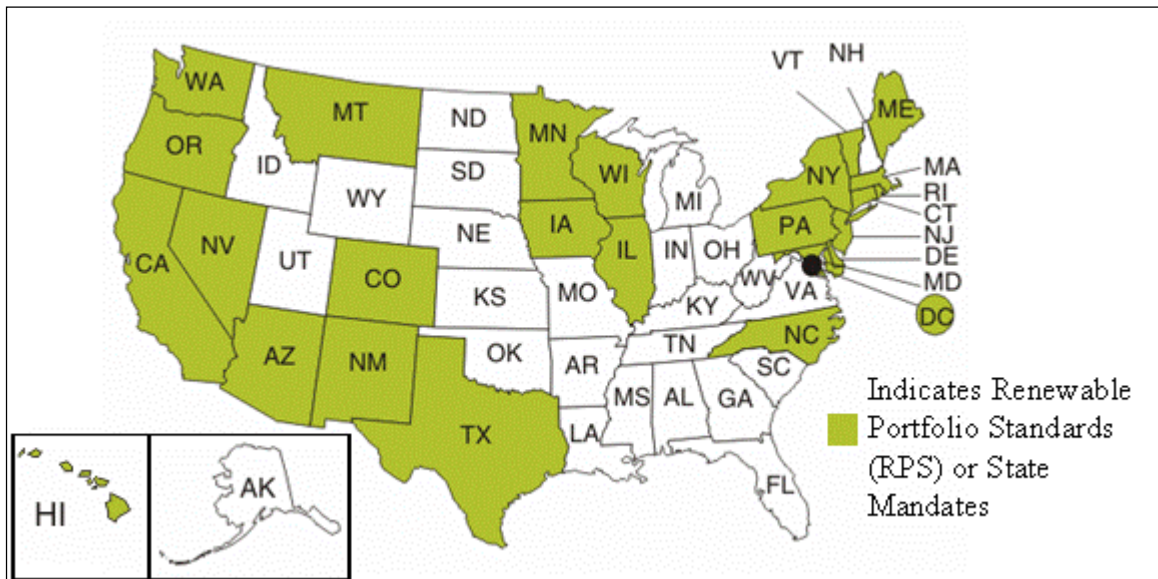 VT
NH
WA
MT
ND
MN
ME
OR
ID
SD
WI
NY
MA
WY
MI
RI
CT
IA
PA
NJ
NE
NV
IL
IN
OH
DE
UT
CA
CO
WV
MD
KS
MO
VA
KY
DC
NC
TN
OK
AZ
NM
AR
SC
MS
AL
GA
TX
LA
FL
HI
AK
Indicates Renewable
Portfolio Standards
(RPS) or State
Mandates